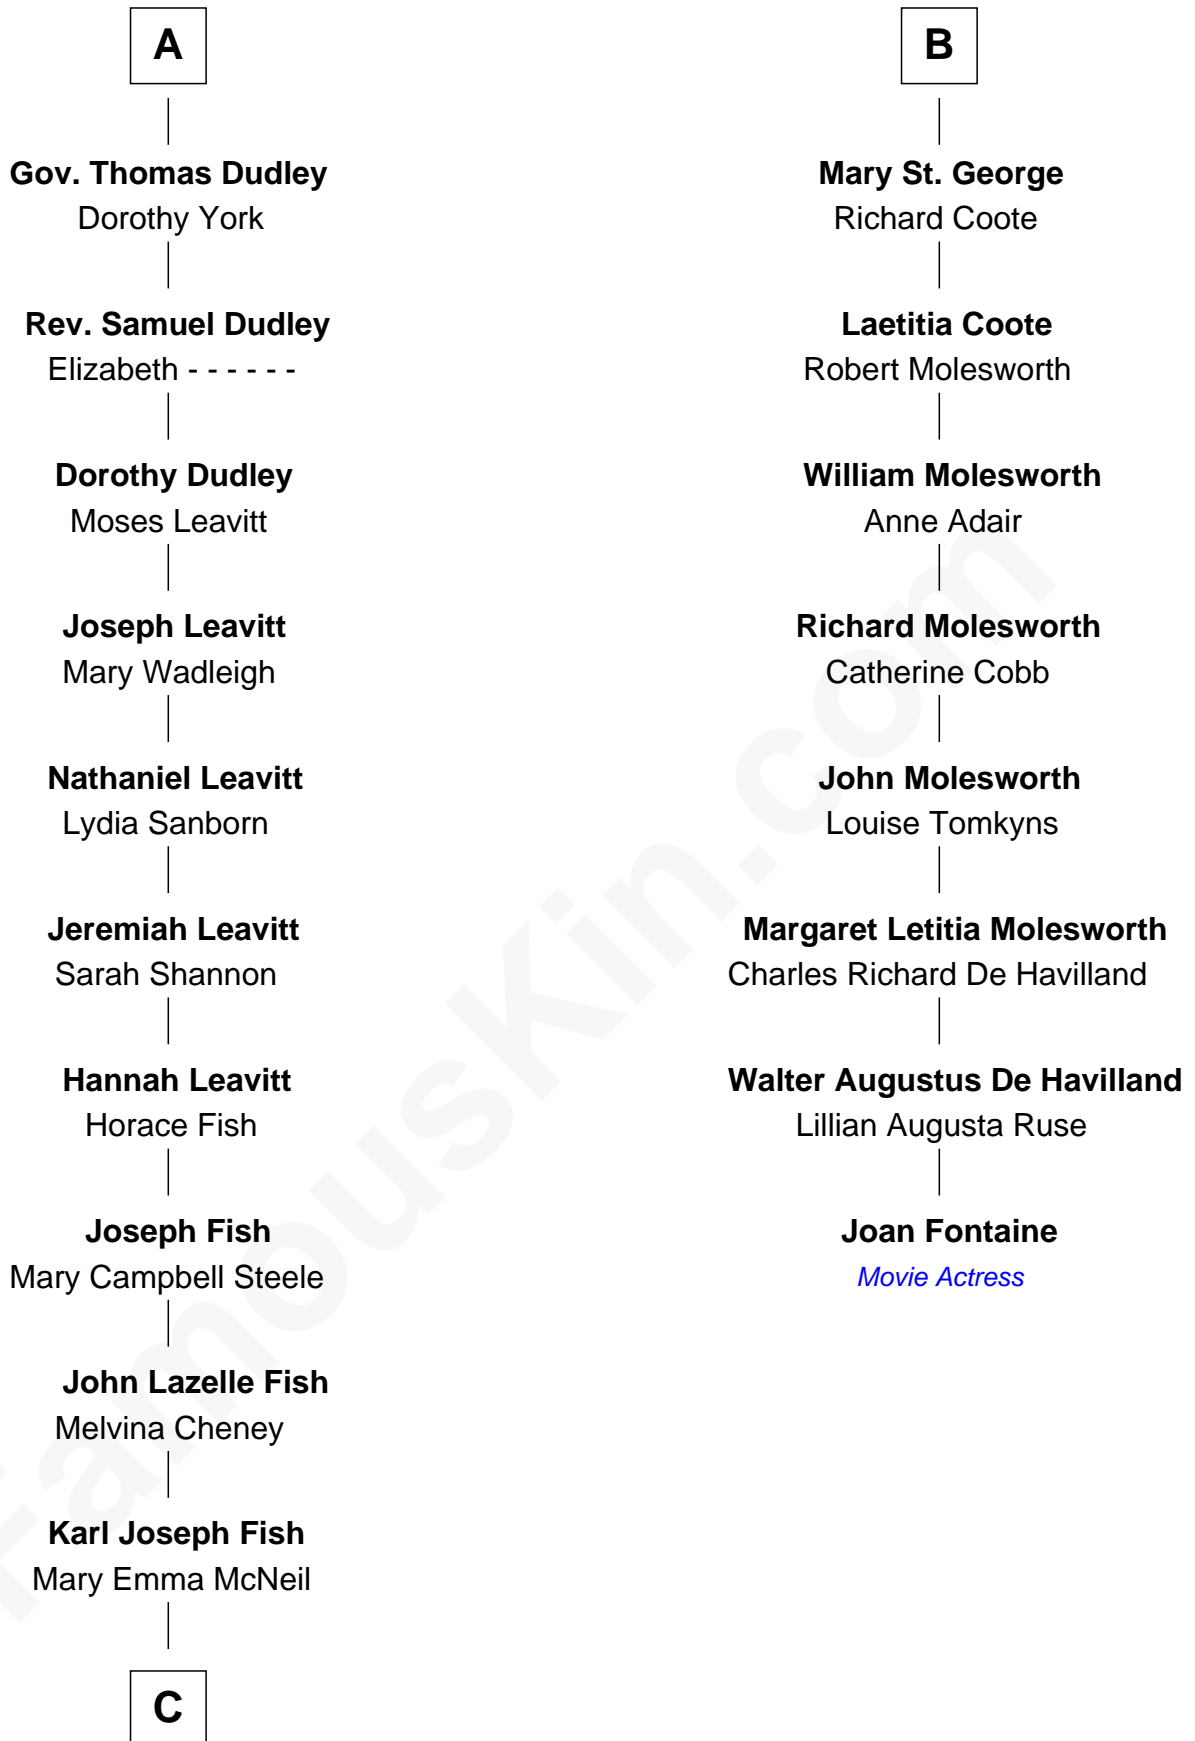 A
Gov. Thomas Dudley
Dorothy York
Rev. Samuel Dudley
Elizabeth - - - - - -
Dorothy Dudley
Moses Leavitt
Joseph Leavitt
Mary Wadleigh
Nathaniel Leavitt
Lydia Sanborn
Jeremiah Leavitt
Sarah Shannon
Hannah Leavitt
Horace Fish
Joseph Fish
Mary Campbell Steele
John Lazelle Fish
Melvina Cheney
Karl Joseph Fish
Mary Emma McNeil
C
B
Mary St. George
Richard Coote
Laetitia Coote
Robert Molesworth
William Molesworth
Anne Adair
Richard Molesworth
Catherine Cobb
John Molesworth
Louise Tomkyns
Margaret Letitia Molesworth
Charles Richard De Havilland
Walter Augustus De Havilland
Lillian Augusta Ruse
Joan Fontaine
Movie Actress
FamousKin.com